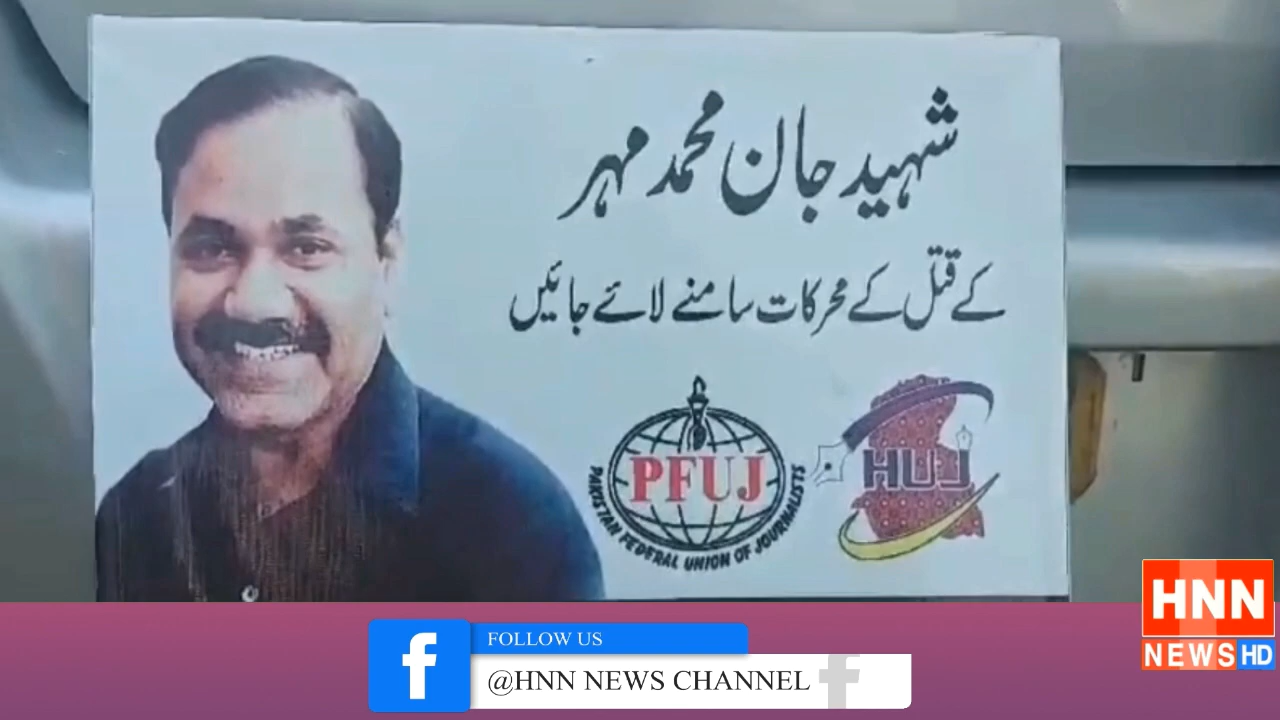 شہید جان محمد مہر
کے قتل کے محرکات سامنے لائے جائیں
PFUJ
PAKISTAN FEDERAL UNION OF JOURNALISTS
HUJ
HNN
NEWS HD
FOLLOW US
@HNN NEWS CHANNEL